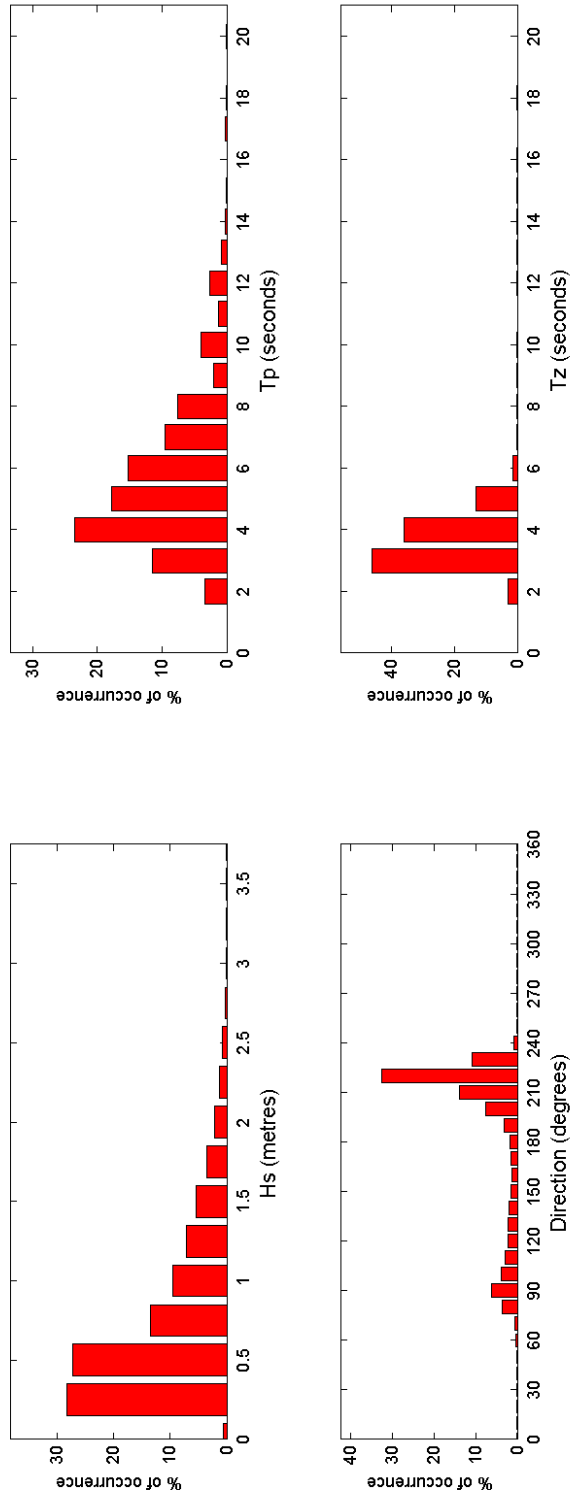 30
20
10
0
% of occurrence
0 0.5 1 1.5 2 2.5 3 3.5
Hs (metres)
30
20
10
0
% of occurrence
0 2 4 6 8 10 12 14 16 18 20
Tp (seconds)
40
30
20
10
0
% of occurrence
0 30 60 90 120 150 180 210 240 270 300 330 360
Direction (degrees)
40
20
0
% of occurrence
0 2 4 6 8 10 12 14 16 18 20
Tz (seconds)